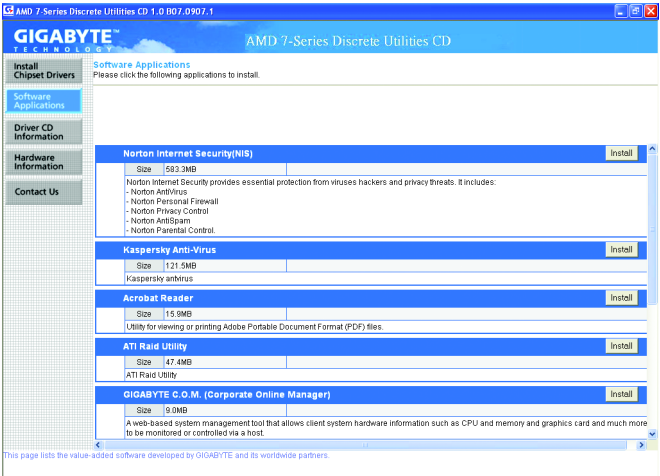 AMD 7-Series Discrete Utilities CD 1.0 B07.0907.1
GIGABYTE™
TECHNOLOGY
AMD 7-Series Discrete Utilities CD
Install
Chipset Drivers
Software
Applications
Driver CD
Information
Hardware
Information
Contact Us
Software Applications
Please click the following applications to install.
Norton Internet Security(NIS)
Install
Size 583.3MB
Norton Internet Security provides essential protection from viruses hackers and privacy threats. It includes:
- Norton AntiVirus
- Norton Personal Firewall
- Norton Privacy Control
- Norton AntiSpam
- Norton Parental Control.
Kaspersky Anti-Virus
Install
Size 121.5MB
Kaspersky antvirus
Acrobat Reader
Install
Size 15.9MB
Utility for viewing or printing Adobe Portable Document Format (PDF) files.
ATI Raid Utility
Install
Size 47.4MB
ATI Raid Utility
GIGABYTE C.O.M. (Corporate Online Manager)
Install
Size 9.0MB
A web-based system management tool that allows client system hardware information such as CPU and memory and graphics card and much more
to be monitored or controlled via a host.
This page lists the value-added software developed by GIGABYTE and its worldwide partners.